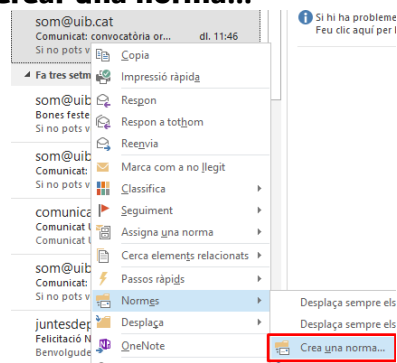 crear una norma...
som@uib.cat
Comunicat: convocatòria or... dl. 11:46
Si no pots v
Si hi ha probleme
Feu clic aquí per
Fa tres setm
som@uib
Bones feste
Si no pots v
som@uib
Comunicat:
Si no pots v
comunica
Comunicat
Comunicat
som@uib
Comunicat:
Si no pots v
juntesdep
Felicitació N
Benvolgude
Copia
Impressió ràpida
Respon
Respon a tothom
Reenvia
Marca com a no llegit
Classifica
Seguiment
Assigna una norma
Cerca elements relacionats
Passos ràpids
Normes
Desplaça
OneNote
Desplaça sempre els
Desplaça sempre els
Crea una norma...